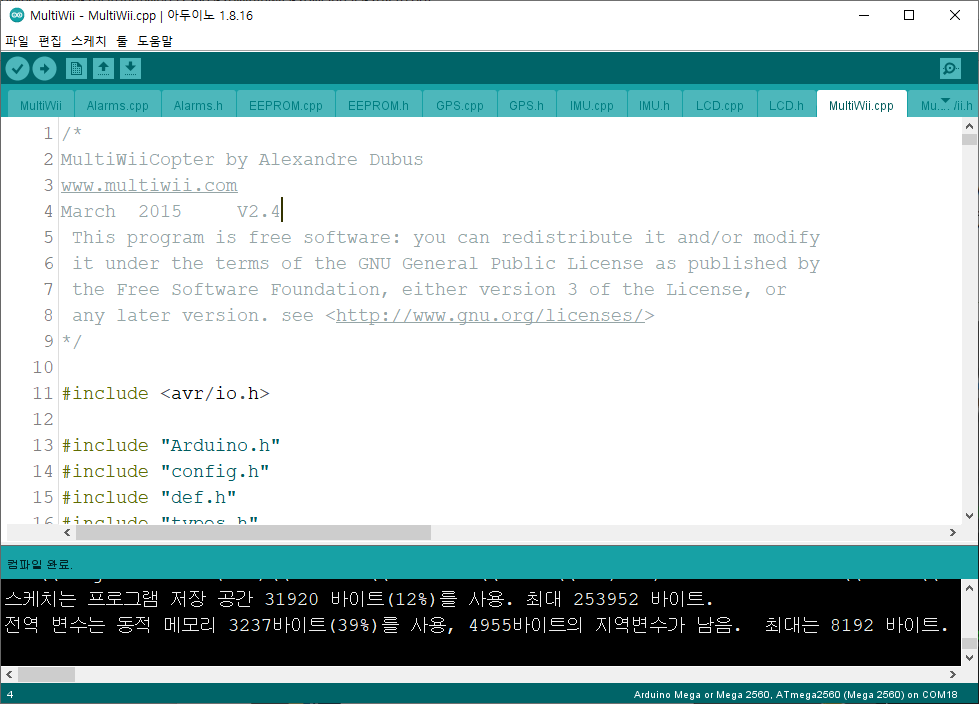 MultiWii - MultiWii.cpp | 아두이노 1.8.16
파일 편집 스케치 툴 도움말
MultiWii Alarms.cpp Alarms.h EEPROM.cpp EEPROM.h GPS.cpp GPS.h IMU.cpp IMU.h LCD.cpp LCD.h MultiWii.cpp
1 /*
2 MultiWiiCopter by Alexandre Dubus
3 www.multiwii.com
4 March  2015     V2.4
5  This program is free software: you can redistribute it and/or modify
6  it under the terms of the GNU General Public License as published by
7  the Free Software Foundation, either version 3 of the License, or
8  any later version. see <http://www.gnu.org/licenses/>
9 */
10
11 #include <avr/io.h>
12
13 #include "Arduino.h"
14 #include "config.h"
15 #include "def.h"
16 #include "types.h"
컴파일 완료.
스케치는 프로그램 저장 공간 31920 바이트(12%)를 사용. 최대 253952 바이트.
전역 변수는 동적 메모리 3237바이트(39%)를 사용, 4955바이트의 지역변수가 남음.  최대는 8192 바이트.
4 Arduino Mega or Mega 2560, ATmega2560 (Mega 2560) on COM18